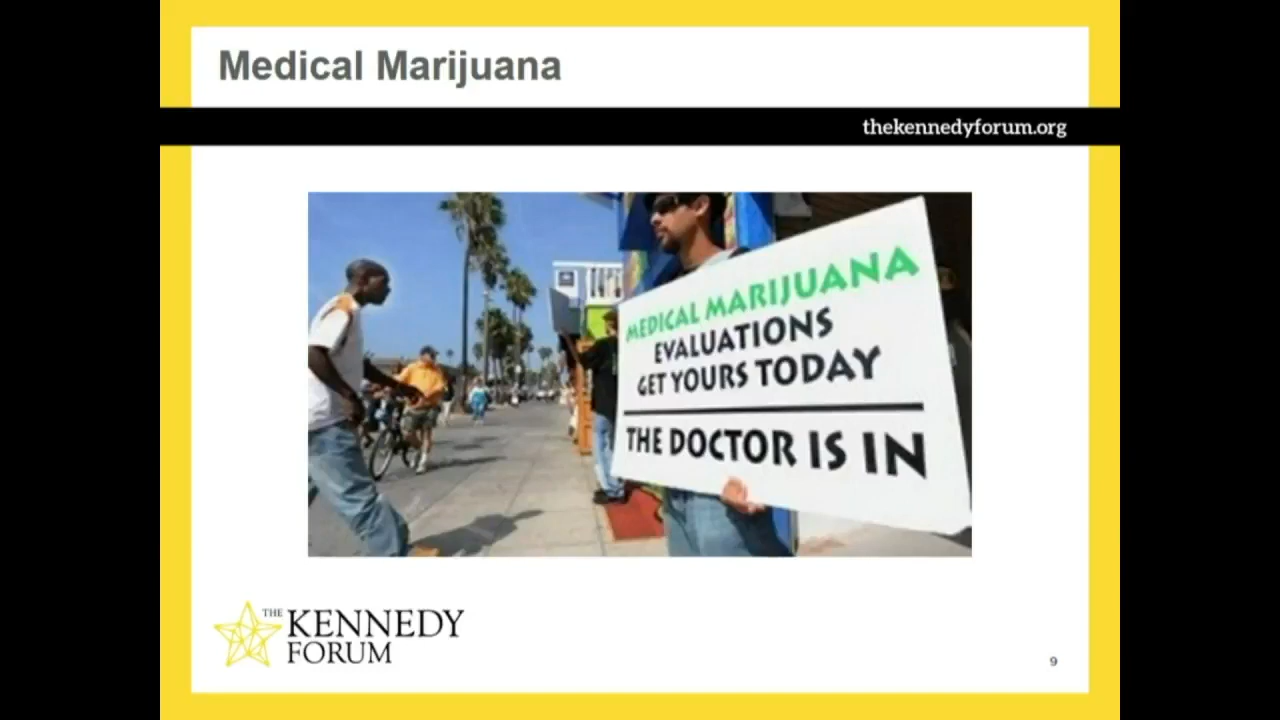 Medical Marijuana
thekennedyforum.org
MEDICAL MARIJUANA
EVALUATIONS
GET YOURS TODAY
THE DOCTOR IS IN
THE KENNEDY
FORUM
9